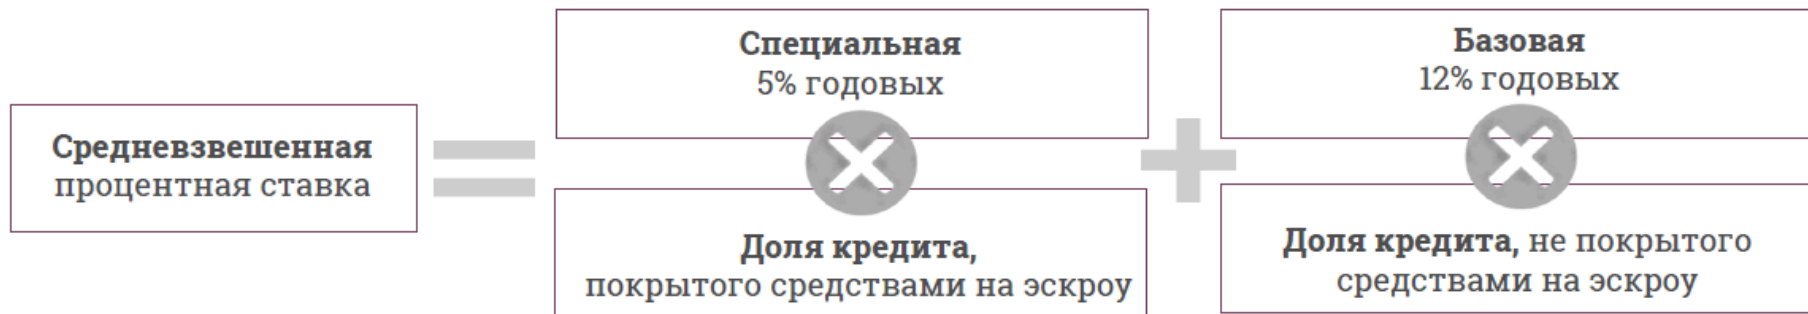 Средневзвешенная
процентная ставка
Специальная
5% годовых
Доля кредита,
покрытого средствами на эскроу
Базовая
12% годовых
Доля кредита, не покрытого
средствами на эскроу